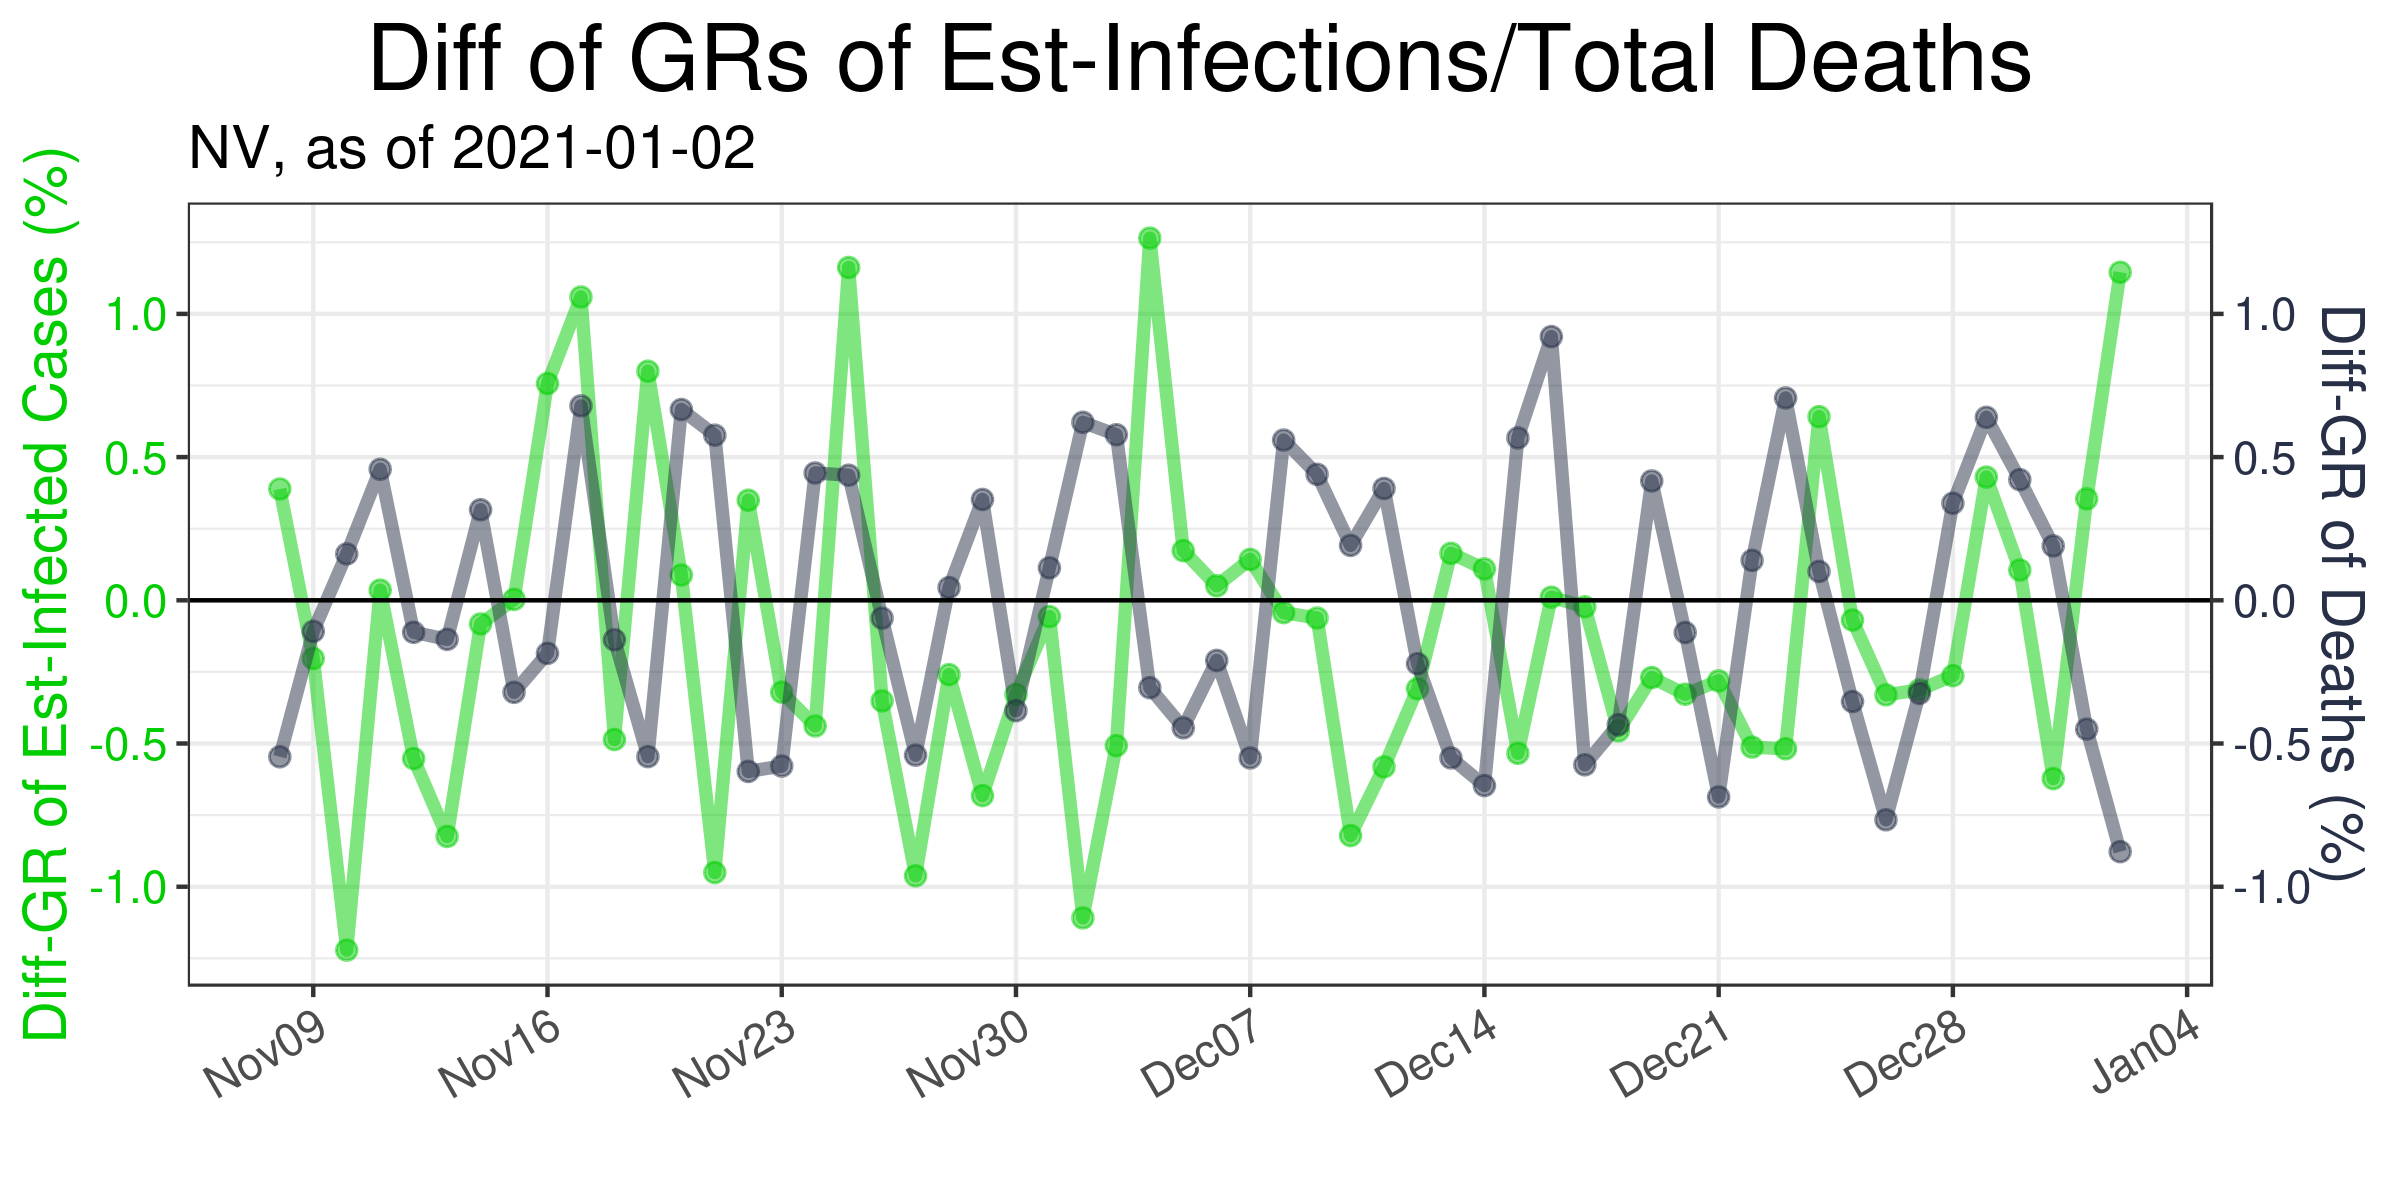 Diff of GRs of Est-Infections/Total Deaths
NV, as of 2021-01-02
Diff-GR of Est-Infected Cases (%)
1.0
0.5
0.0
-0.5
-1.0
1.0
0.5
0.0
-0.5
-1.0
Diff-GR of Deaths (%)
Nov09
Nov16
Nov23
Nov30
Dec07
Dec14
Dec21
Dec28
Jan04